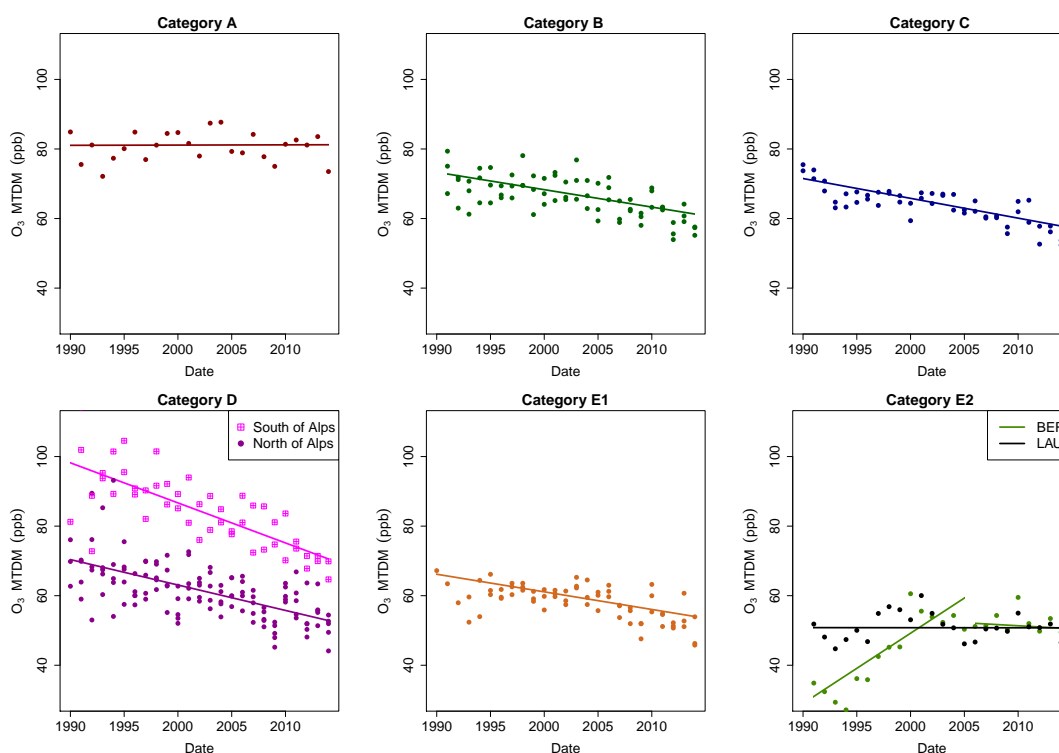 Category A
Category B
Category C
O3 MTDM (ppb)
100
80
60
40
1990 1995 2000 2005 2010
Date
O3 MTDM (ppb)
100
80
60
40
1990 1995 2000 2005 2010
Date
O3 MTDM (ppb)
100
80
60
40
1990 1995 2000 2005 2010
Date
Category D
Category E1
Category E2
South of Alps
North of Alps
O3 MTDM (ppb)
100
80
60
40
1990 1995 2000 2005 2010
Date
O3 MTDM (ppb)
100
80
60
40
1990 1995 2000 2005 2010
Date
BER
LAU
O3 MTDM (ppb)
100
80
60
40
1990 1995 2000 2005 2010
Date